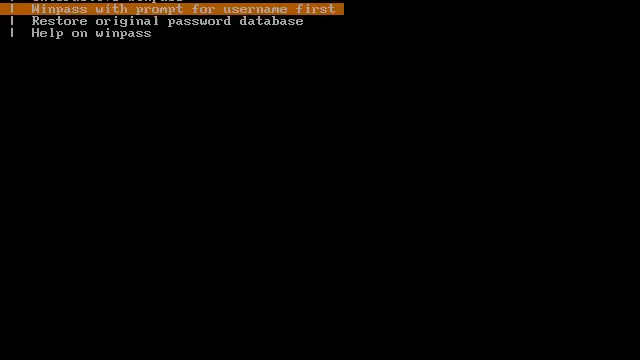 | Winpass with prompt for username first
| Restore original password database
| Help on winpass